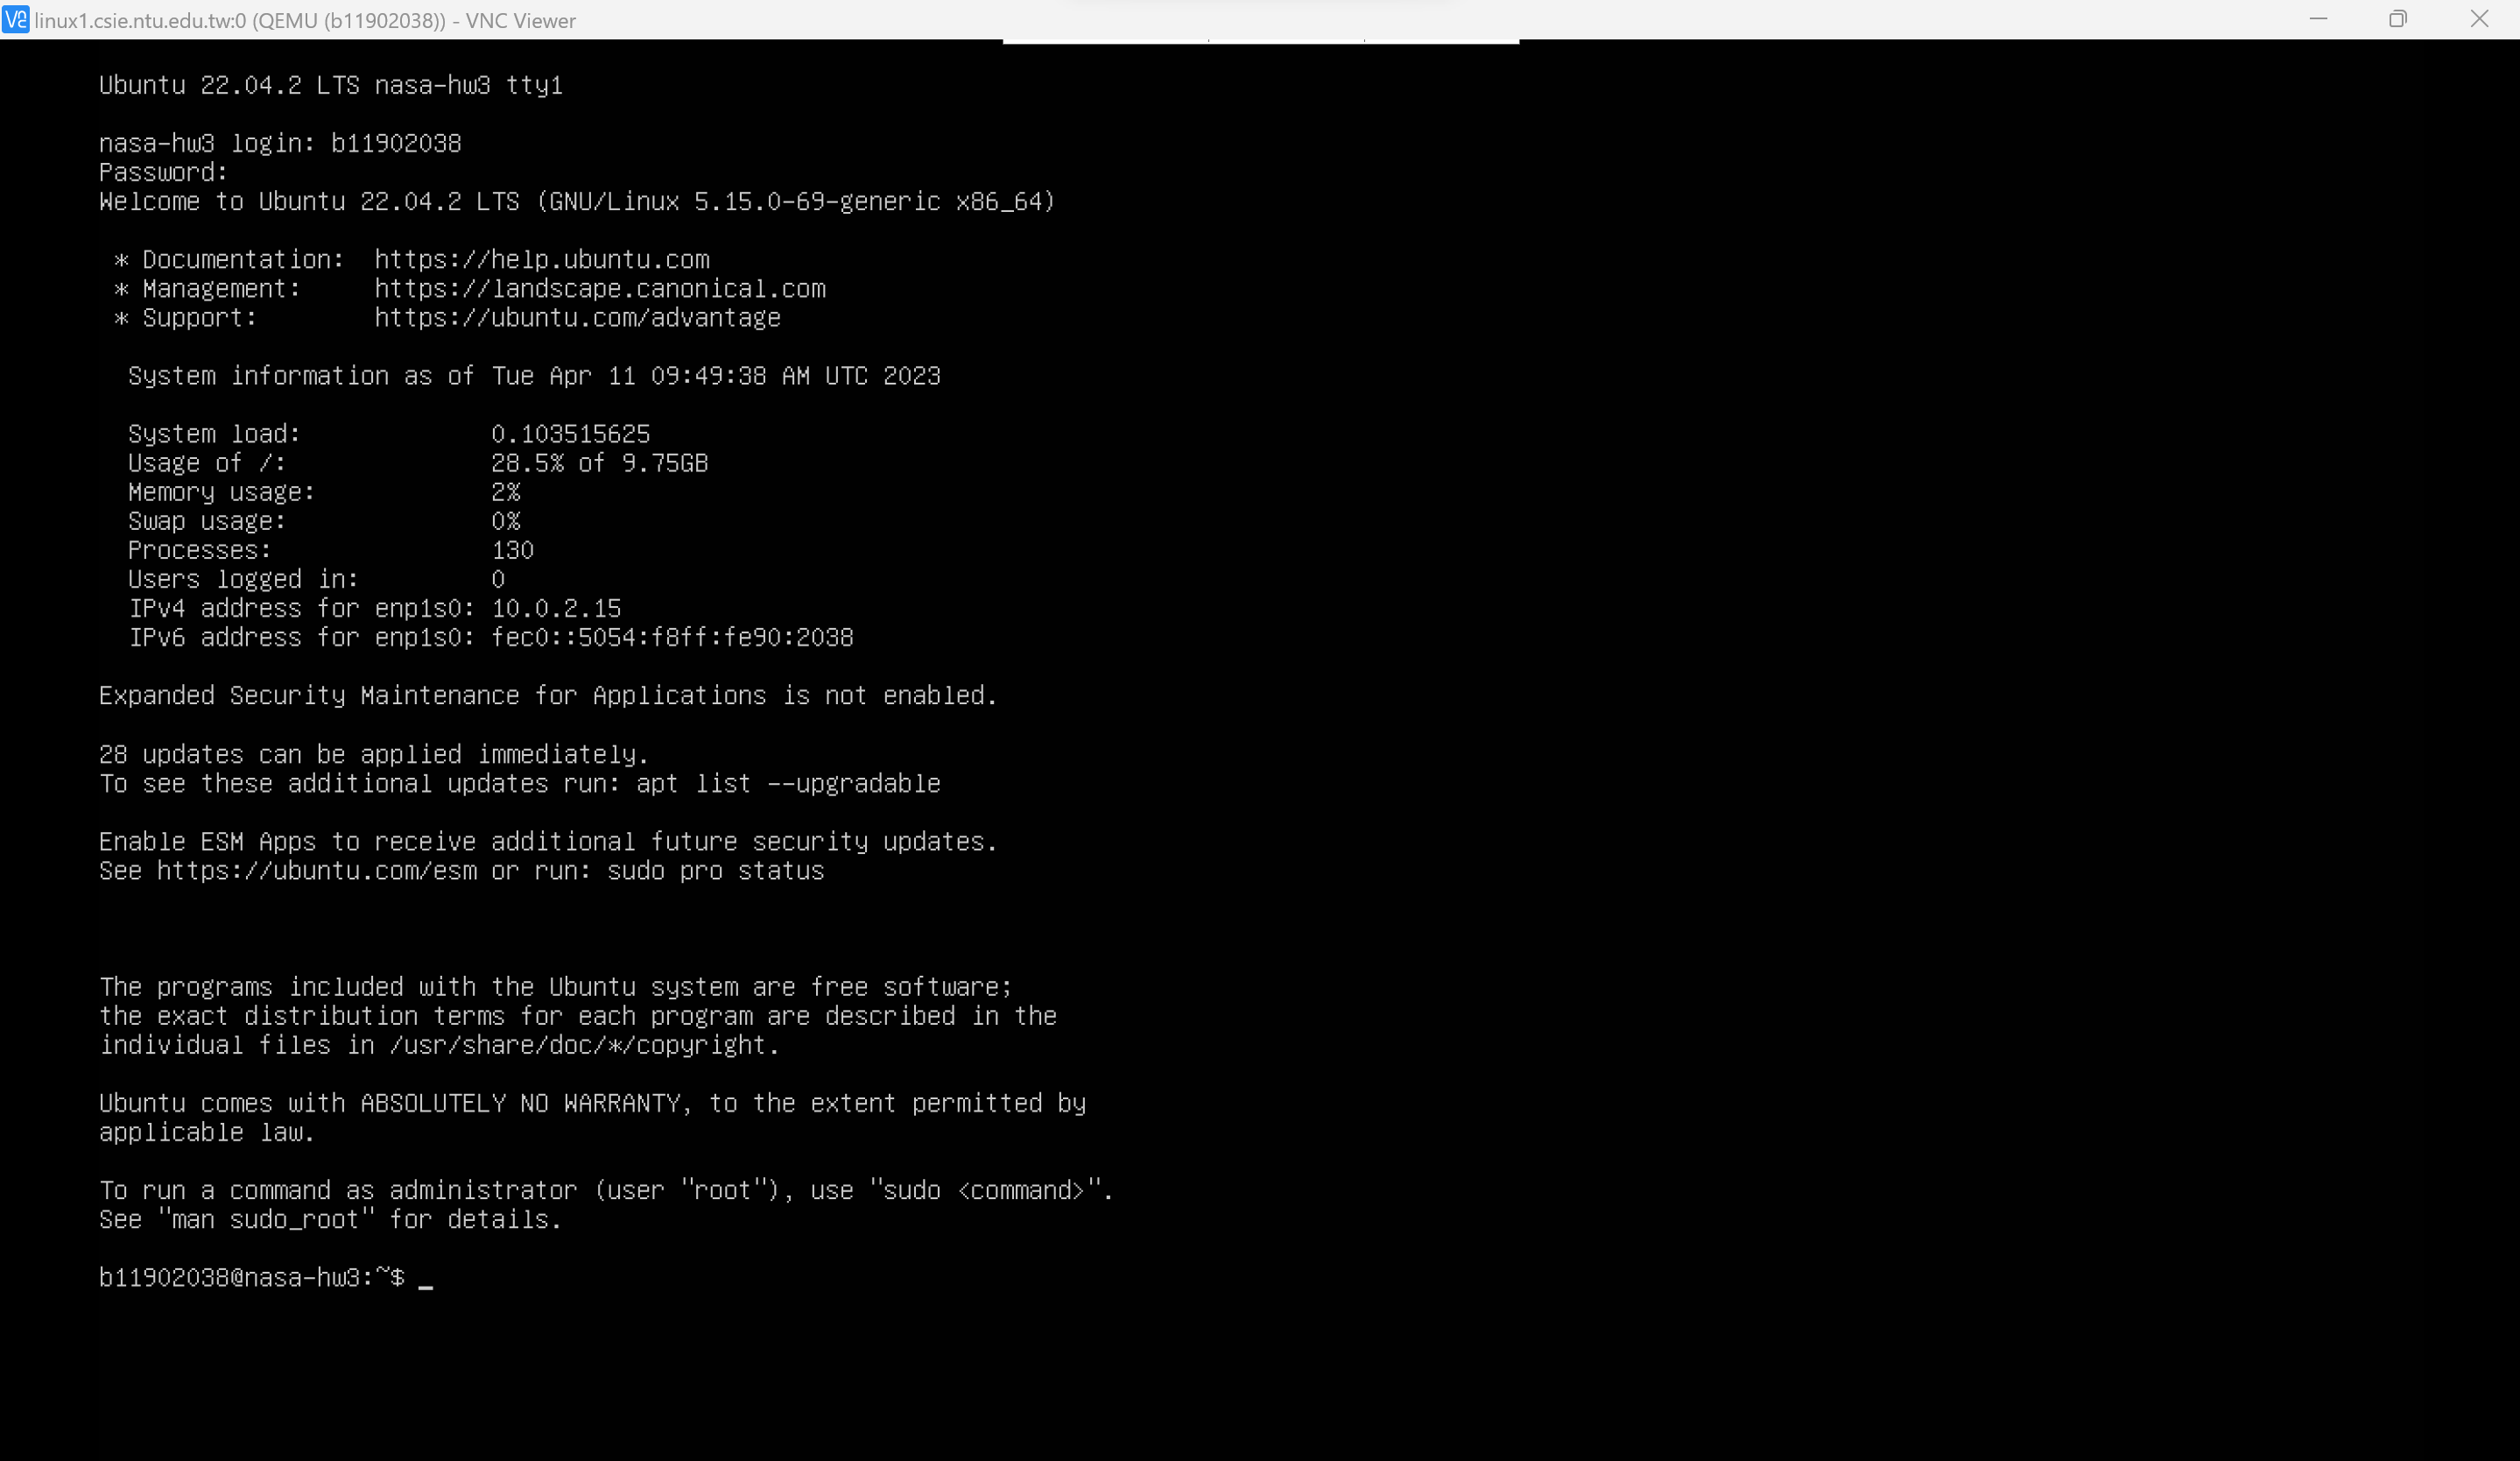 linux1.csie.ntu.edu.tw:0 (QEMU (b11902038)) - VNC Viewer
Ubuntu 22.04.2 LTS nasa-hw3 tty1
nasa-hw3 login: b11902038
Password:
Welcome to Ubuntu 22.04.2 LTS (GNU/Linux 5.15.0-69-generic x86_64)
* Documentation:  https://help.ubuntu.com
* Management:     https://landscape.canonical.com
* Support:        https://ubuntu.com/advantage
System information as of Tue Apr 11 09:49:38 AM UTC 2023
System load:             0.103515625
Usage of /:              28.5% of 9.75GB
Memory usage:            2%
Swap usage:              0%
Processes:               130
Users logged in:         0
IPv4 address for enp1s0: 10.0.2.15
IPv6 address for enp1s0: fec0::5054:f8ff:fe90:2038
Expanded Security Maintenance for Applications is not enabled.
28 updates can be applied immediately.
To see these additional updates run: apt list --upgradable
Enable ESM Apps to receive additional future security updates.
See https://ubuntu.com/esm or run: sudo pro status
The programs included with the Ubuntu system are free software;
the exact distribution terms for each program are described in the
individual files in /usr/share/doc/*/copyright.
Ubuntu comes with ABSOLUTELY NO WARRANTY, to the extent permitted by
applicable law.
To run a command as administrator (user "root"), use "sudo <command>".
See "man sudo_root" for details.
b11902038@nasa-hw3:~$ _